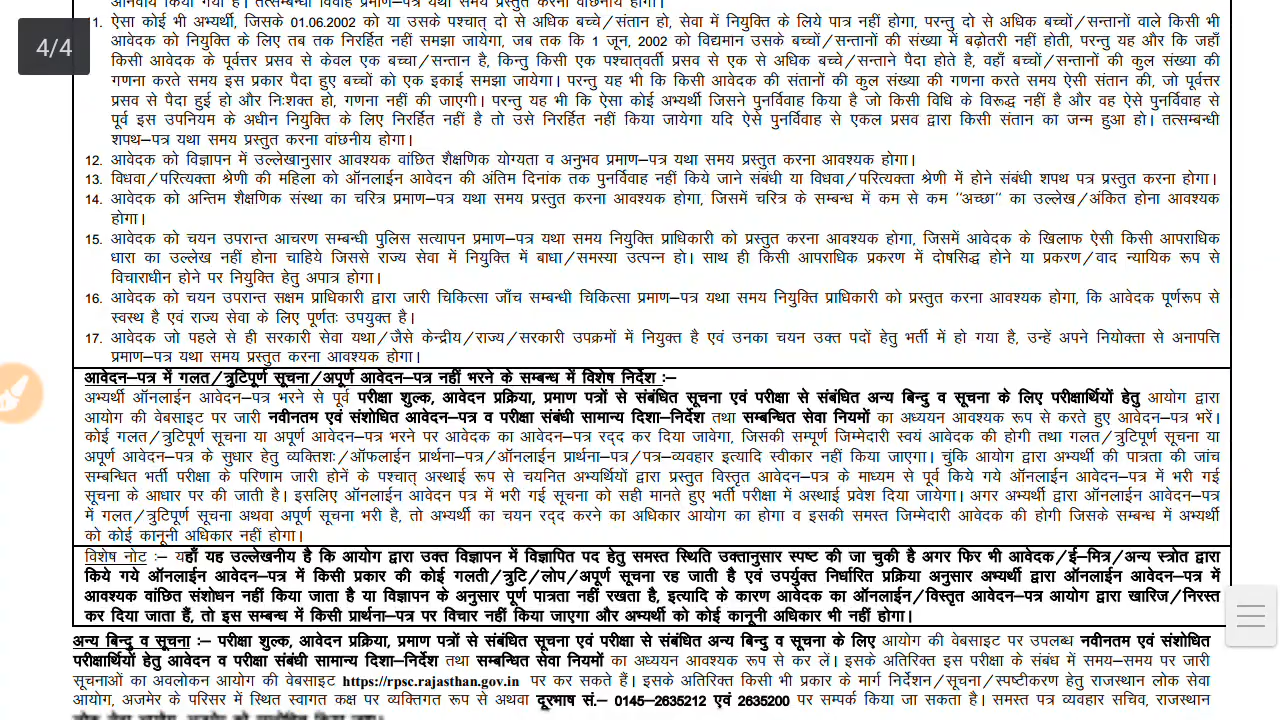 अनिवार्य किया गया है। तत्सम्बन्धी विवाह प्रमाण–पत्र यथा समय प्रस्तुत करना वांछनीय होगा।
11. ऐसा कोई भी अभ्यर्थी, जिसके 01.06.2002 को या उसके पश्चात् दो से अधिक बच्चे/संतान हो, सेवा में नियुक्ति के लिये पात्र नहीं होगा, परन्तु दो से अधिक बच्चों/सन्तानों वाले किसी भी
4/4 आवेदक को नियुक्ति के लिए तब तक निरर्हित नहीं समझा जायेगा, जब तक कि 1 जून, 2002 को विद्यमान उसके बच्चों/सन्तानों की संख्या में बढ़ोतरी नहीं होती, परन्तु यह और कि जहाँ
किसी आवेदक के पूर्वत्तर प्रसव से केवल एक बच्चा/सन्तान है, किन्तु किसी एक पश्चात्वर्ती प्रसव से एक से अधिक बच्चे/सन्ताने पैदा होते है, वहाँ बच्चों/सन्तानों की कुल संख्या की
गणना करते समय इस प्रकार पैदा हुए बच्चों को एक इकाई समझा जायेगा। परन्तु यह भी कि किसी आवेदक की संतानों की कुल संख्या की गणना करते समय ऐसी संतान की, जो पूर्वत्तर
प्रसव से पैदा हुई हो और निःशक्त हो, गणना नहीं की जाएगी। परन्तु यह भी कि ऐसा कोई अभ्यर्थी जिसने पुनर्विवाह किया है जो किसी विधि के विरूद्ध नहीं है और वह ऐसे पुनर्विवाह से
पूर्व इस उपनियम के अधीन नियुक्ति के लिए निरर्हित नहीं है तो उसे निरर्हित नहीं किया जायेगा यदि ऐसे पुनर्विवाह से एकल प्रसव द्वारा किसी संतान का जन्म हुआ हो। तत्सम्बन्धी
शपथ–पत्र यथा समय प्रस्तुत करना वांछनीय होगा।
12. आवेदक को विज्ञापन में उल्लेखानुसार आवश्यक वांछित शैक्षणिक योग्यता व अनुभव प्रमाण–पत्र यथा समय प्रस्तुत करना आवश्यक होगा।
13. विधवा/परित्यक्ता श्रेणी की महिला को ऑनलाईन आवेदन की अंतिम दिनांक तक पुनर्विवाह नहीं किये जाने संबंधी या विधवा/परित्यक्ता श्रेणी में होने संबंधी शपथ पत्र प्रस्तुत करना होगा।
14. आवेदक को अन्तिम शैक्षणिक संस्था का चरित्र प्रमाण–पत्र यथा समय प्रस्तुत करना आवश्यक होगा, जिसमें चरित्र के सम्बन्ध में कम से कम ''अच्छा'' का उल्लेख/अंकित होना आवश्यक
होगा।
15. आवेदक को चयन उपरान्त आचरण सम्बन्धी पुलिस सत्यापन प्रमाण–पत्र यथा समय नियुक्ति प्राधिकारी को प्रस्तुत करना आवश्यक होगा, जिसमें आवेदक के खिलाफ ऐसी किसी आपराधिक
धारा का उल्लेख नहीं होना चाहिये जिससे राज्य सेवा में नियुक्ति में बाधा/समस्या उत्पन्न हो। साथ ही किसी आपराधिक प्रकरण में दोषसिद्ध होने या प्रकरण/वाद न्यायिक रूप से
विचाराधीन होने पर नियुक्ति हेतु अपात्र होगा।
16. आवेदक को चयन उपरान्त सक्षम प्राधिकारी द्वारा जारी चिकित्सा जाँच सम्बन्धी चिकित्सा प्रमाण–पत्र यथा समय नियुक्ति प्राधिकारी को प्रस्तुत करना आवश्यक होगा, कि आवेदक पूर्णरूप से
स्वस्थ है एवं राज्य सेवा के लिए पूर्णतः उपयुक्त है।
17. आवेदक जो पहले से ही सरकारी सेवा यथा/जैसे केन्द्रीय/राज्य/सरकारी उपक्रमों में नियुक्त है एवं उनका चयन उक्त पदों हेतु भर्ती में हो गया है, उन्हें अपने नियोक्ता से अनापत्ति
प्रमाण–पत्र यथा समय प्रस्तुत करना आवश्यक होगा।
आवेदन–पत्र में गलत/त्रुटिपूर्ण सूचना/अपूर्ण आवेदन–पत्र नहीं भरने के सम्बन्ध में विशेष निर्देश :–
अभ्यर्थी ऑनलाईन आवेदन–पत्र भरने से पूर्व परीक्षा शुल्क, आवेदन प्रक्रिया, प्रमाण पत्रों से संबंधित सूचना एवं परीक्षा से संबंधित अन्य बिन्दु व सूचना के लिए परीक्षार्थियों हेतु आयोग द्वारा
आयोग की वेबसाइट पर जारी नवीनतम एवं संशोधित आवेदन–पत्र व परीक्षा संबंधी सामान्य दिशा–निर्देश तथा सम्बन्धित सेवा नियमों का अध्ययन आवश्यक रूप से करते हुए आवेदन–पत्र भरें।
कोई गलत/त्रुटिपूर्ण सूचना या अपूर्ण आवेदन–पत्र भरने पर आवेदक का आवेदन–पत्र रद्द कर दिया जावेगा, जिसकी सम्पूर्ण जिम्मेदारी स्वयं आवेदक की होगी तथा गलत/त्रुटिपूर्ण सूचना या
अपूर्ण आवेदन–पत्र के सुधार हेतु व्यक्तिशः/ऑफलाईन प्रार्थना–पत्र/ऑनलाईन प्रार्थना–पत्र/पत्र–व्यवहार इत्यादि स्वीकार नहीं किया जाएगा। चुंकि आयोग द्वारा अभ्यर्थी की पात्रता की जांच
सम्बन्धित भर्ती परीक्षा के परिणाम जारी होनें के पश्चात् अस्थाई रूप से चयनित अभ्यर्थियों द्वारा प्रस्तुत विस्तृत आवेदन–पत्र के माध्यम से पूर्व किये गये ऑनलाईन आवेदन–पत्र में भरी गई
सूचना के आधार पर की जाती है। इसलिए ऑनलाईन आवेदन पत्र में भरी गई सूचना को सही मानते हुए भर्ती परीक्षा में अस्थाई प्रवेश दिया जायेगा। अगर अभ्यर्थी द्वारा ऑनलाईन आवेदन–पत्र
में गलत/त्रुटिपूर्ण सूचना अथवा अपूर्ण सूचना भरी है, तो अभ्यर्थी का चयन रद्द करने का अधिकार आयोग का होगा व इसकी समस्त जिम्मेदारी आवेदक की होगी जिसके सम्बन्ध में अभ्यर्थी
को कोई कानूनी अधिकार नहीं होगा।
विशेष नोट :– यहाँ यह उल्लेखनीय है कि आयोग द्वारा उक्त विज्ञापन में विज्ञापित पद हेतु समस्त स्थिति उक्तानुसार स्पष्ट की जा चुकी है अगर फिर भी आवेदक/ई–मित्र/अन्य स्त्रोत द्वारा
किये गये ऑनलाईन आवेदन–पत्र में किसी प्रकार की कोई गलती/त्रुटि/लोप/अपूर्ण सूचना रह जाती है एवं उपर्युक्त निर्धारित प्रक्रिया अनुसार अभ्यर्थी द्वारा ऑनलाईन आवेदन–पत्र में
आवश्यक वांछित संशोधन नहीं किया जाता है या विज्ञापन के अनुसार पूर्ण पात्रता नहीं रखता है, इत्यादि के कारण आवेदक का ऑनलाईन/विस्तृत आवेदन–पत्र आयोग द्वारा खारिज/निरस्त
कर दिया जाता हैं, तो इस सम्बन्ध में किसी प्रार्थना–पत्र पर विचार नहीं किया जाएगा और अभ्यर्थी को कोई कानूनी अधिकार भी नहीं होगा।
अन्य बिन्दु व सूचना :– परीक्षा शुल्क, आवेदन प्रक्रिया, प्रमाण पत्रों से संबंधित सूचना एवं परीक्षा से संबंधित अन्य बिन्दु व सूचना के लिए आयोग की वेबसाइट पर उपलब्ध नवीनतम एवं संशोधित
परीक्षार्थियों हेतु आवेदन व परीक्षा संबंधी सामान्य दिशा–निर्देश तथा सम्बन्धित सेवा नियमों का अध्ययन आवश्यक रूप से कर लें। इसके अतिरिक्त इस परीक्षा के संबंध में समय–समय पर जारी
सूचनाओं का अवलोकन आयोग की वेबसाइट https://rpsc.rajasthan.gov.in पर कर सकते हैं। इसके अतिरिक्त किसी भी प्रकार के मार्ग निर्देशन/सूचना/स्पष्टीकरण हेतु राजस्थान लोक सेवा
आयोग, अजमेर के परिसर में स्थित स्वागत कक्ष पर व्यक्तिगत रूप से अथवा दूरभाष सं.– 0145–2635212 एवं 2635200 पर सम्पर्क किया जा सकता है। समस्त पत्र व्यवहार सचिव, राजस्थान